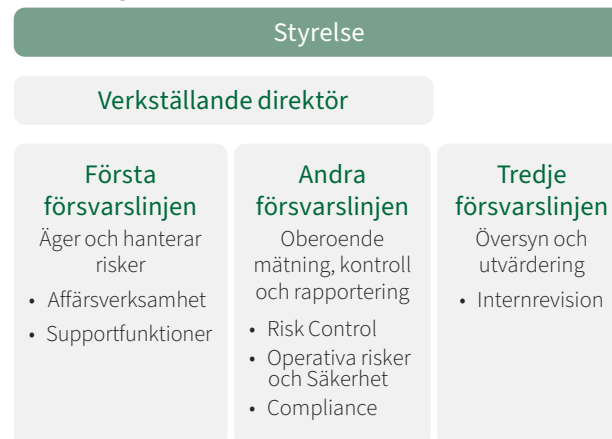 Styrelse
Verkställande direktör
Första
försvarslinjen
Äger och hanterar
risker
• Affärsverksamhet
• Supportfunktioner
Andra
försvarslinjen
Oberoende
mätning, kontroll
och rapportering
• Risk Control
• Operativa risker
och Säkerhet
• Compliance
Tredje
försvarslinjen
Översyn och
utvärdering
• Internrevision